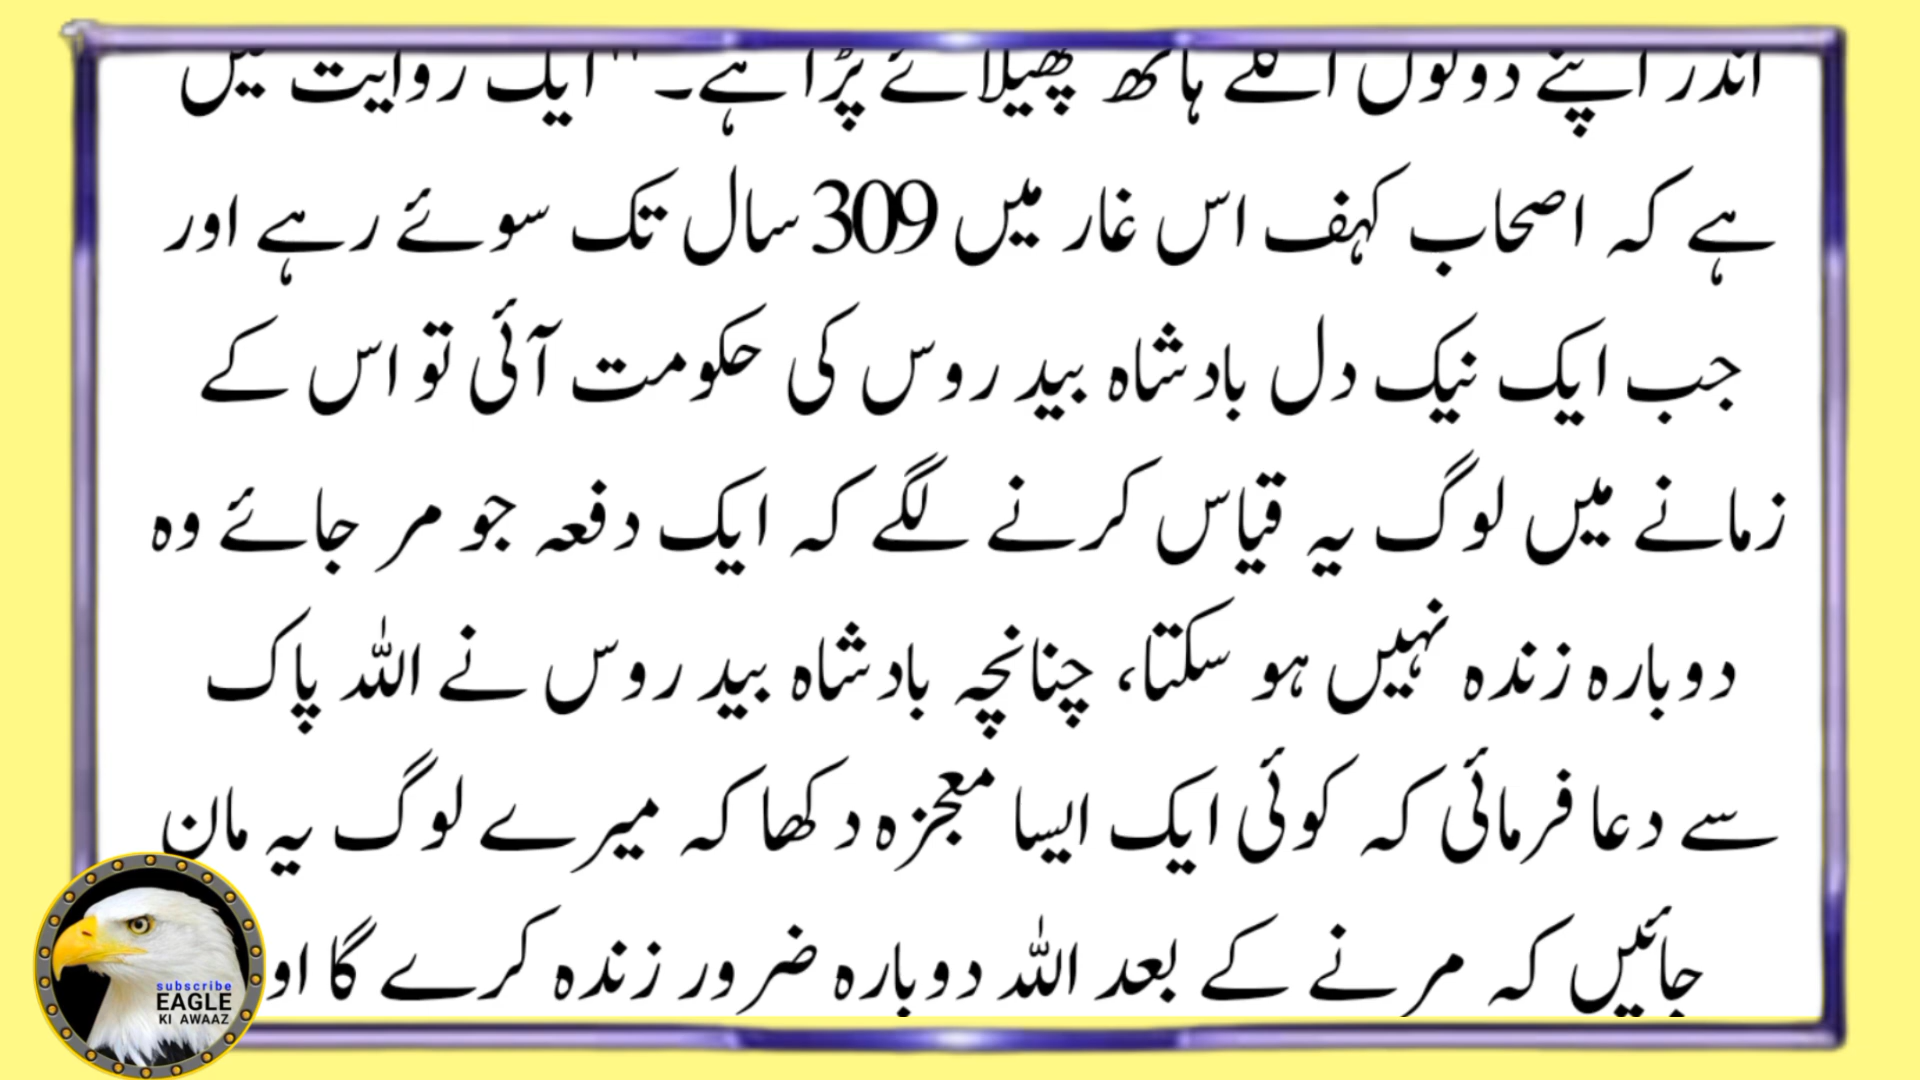 اندر اپنے دونوں اگلے ہاتھ پھیلائے پڑا ہے۔ "ایک روایت میں
ہے کہ اصحاب کہف اس غار میں 309 سال تک سوئے رہے اور
جب ایک نیک دل بادشاہ بید روس کی حکومت آئی تو اس کے
زمانے میں لوگ یہ قیاس کرنے لگے کہ ایک دفعہ جو مر جائے وہ
دوبارہ زندہ نہیں ہو سکتا، چنانچہ بادشاہ بید روس نے اللہ پاک
سے دعا فرمائی کہ کوئی ایک ایسا معجزہ دکھا کہ میرے لوگ یہ مان
جائیں کہ مرنے کے بعد اللہ دوبارہ ضرور زندہ کرے گا
subscribe
EAGLE
KI AWAAZ